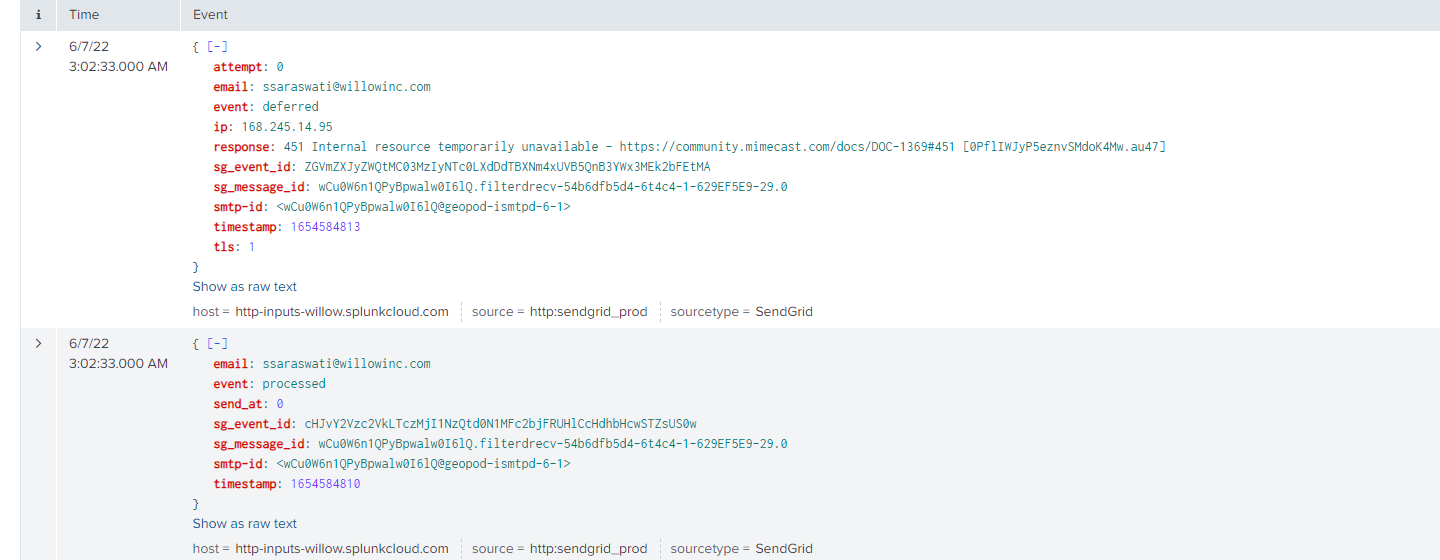 i Time Event
6/7/22 { [-]
3:02:33.000 AM attempt: 0
email: ssaraswati@willowinc.com
event: deferred
ip: 168.245.14.95
response: 451 Internal resource temporarily unavailable - https://community.mimecast.com/docs/DOC-1369#451 [0PflIWJyP5eznvSMdoK4Mw.au47]
sg_event_id: ZGVmZXJyZWQtMC03MzIyNTc0LXdDdTBXNm4xUVB5QnB3YWx3MEk2bFEtMA
sg_message_id: wCu0W6n1QPyBpwalw0I6lQ.filterdrecv-54b6dfb5d4-6t4c4-1-629EF5E9-29.0
smtp-id: <wCu0W6n1QPyBpwalw0I6lQ@geopod-ismtpd-6-1>
timestamp: 1654584813
tls: 1
}
Show as raw text
host = http-inputs-willow.splunkcloud.com source = http:sendgrid_prod sourcetype = SendGrid
6/7/22 { [-]
3:02:33.000 AM email: ssaraswati@willowinc.com
event: processed
send_at: 0
sg_event_id: cHJvY2Vzc2VkLTczMjI1NzQtd0N1MFc2bjFRUHlCcHdhbHcwSTZsUS0w
sg_message_id: wCu0W6n1QPyBpwalw0I6lQ.filterdrecv-54b6dfb5d4-6t4c4-1-629EF5E9-29.0
smtp-id: <wCu0W6n1QPyBpwalw0I6lQ@geopod-ismtpd-6-1>
timestamp: 1654584810
}
Show as raw text
host = http-inputs-willow.splunkcloud.com source = http:sendgrid_prod sourcetype = SendGrid